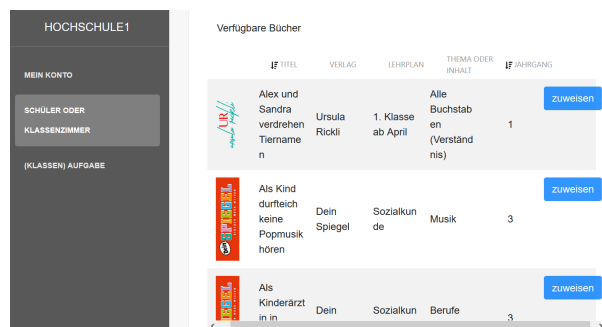 HOCHSCHULE1
MEIN KONTO
SCHÜLER ODER
KLASSENZIMMER
(KLASSEN) AUFGABE
Verfügbare Bücher
TITEL VERLAG LEHRPLAN THEMA ODER INHALT JAHRGANG
Alex und
Sandra
verdrehen
Tiername
n
Ursula
Rickli
1. Klasse
ab April
Alle
Buchstab
en
(Verständ
nis)
1
zuweisen
UR
SPIEGEL
Als Kind
durfteich
keine
Popmusik
hören
Dein
Spiegel
Sozialkun
de
Musik
3
zuweisen
SPIEGEL
Als
Kinderärzt
in in
Dein
Sozialkun
Berufe
3
zuweisen